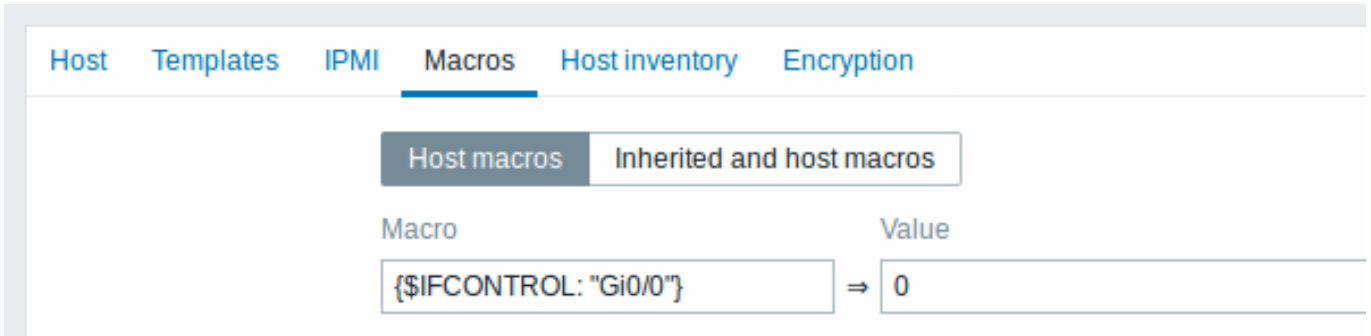 Host Templates IPMI Macros Host inventory Encryption
Host macros Inherited and host macros
Macro Value
{$IFCONTROL: "Gi0/0"} ⇒ 0